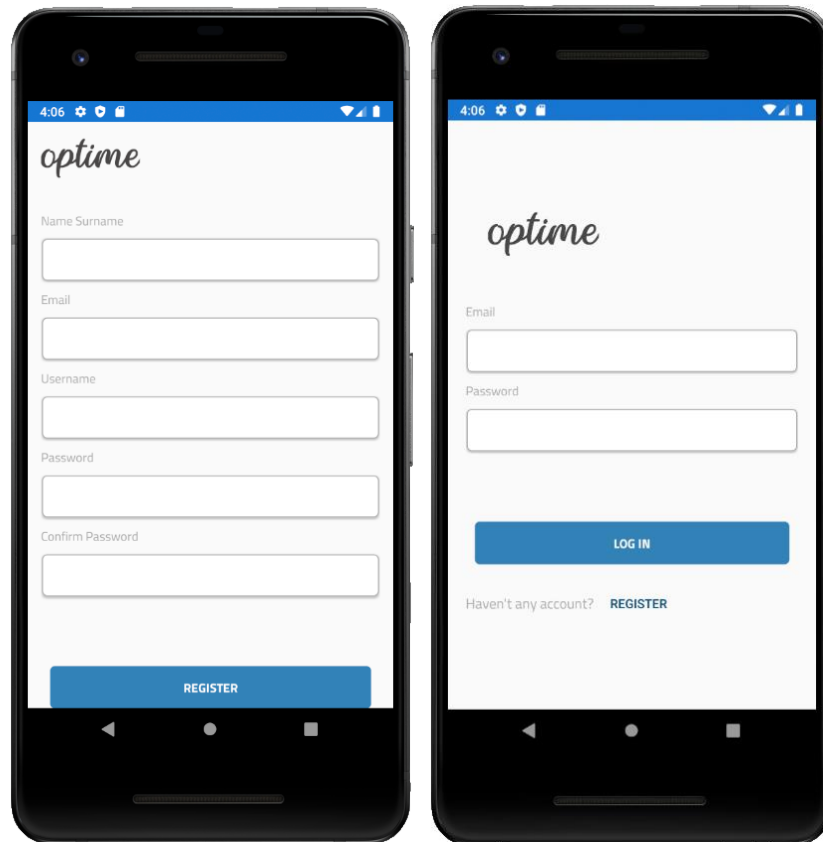 4:06
optime
Name Surname
Email
Username
Password
Confirm Password
REGISTER
4:06
optime
Email
Password
LOG IN
Haven't any account? REGISTER